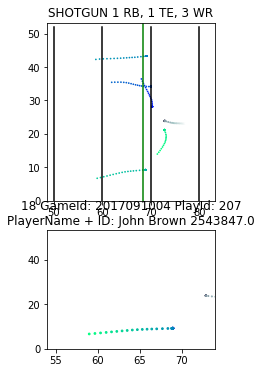 SHOTGUN 1 RB, 1 TE, 3 WR
50
40
30
20
10
0
50 60 70 80
18 GameId: 2017091004 PlayId: 207
PlayerName + ID: John Brown 2543847.0
40
20
0
55 60 65 70